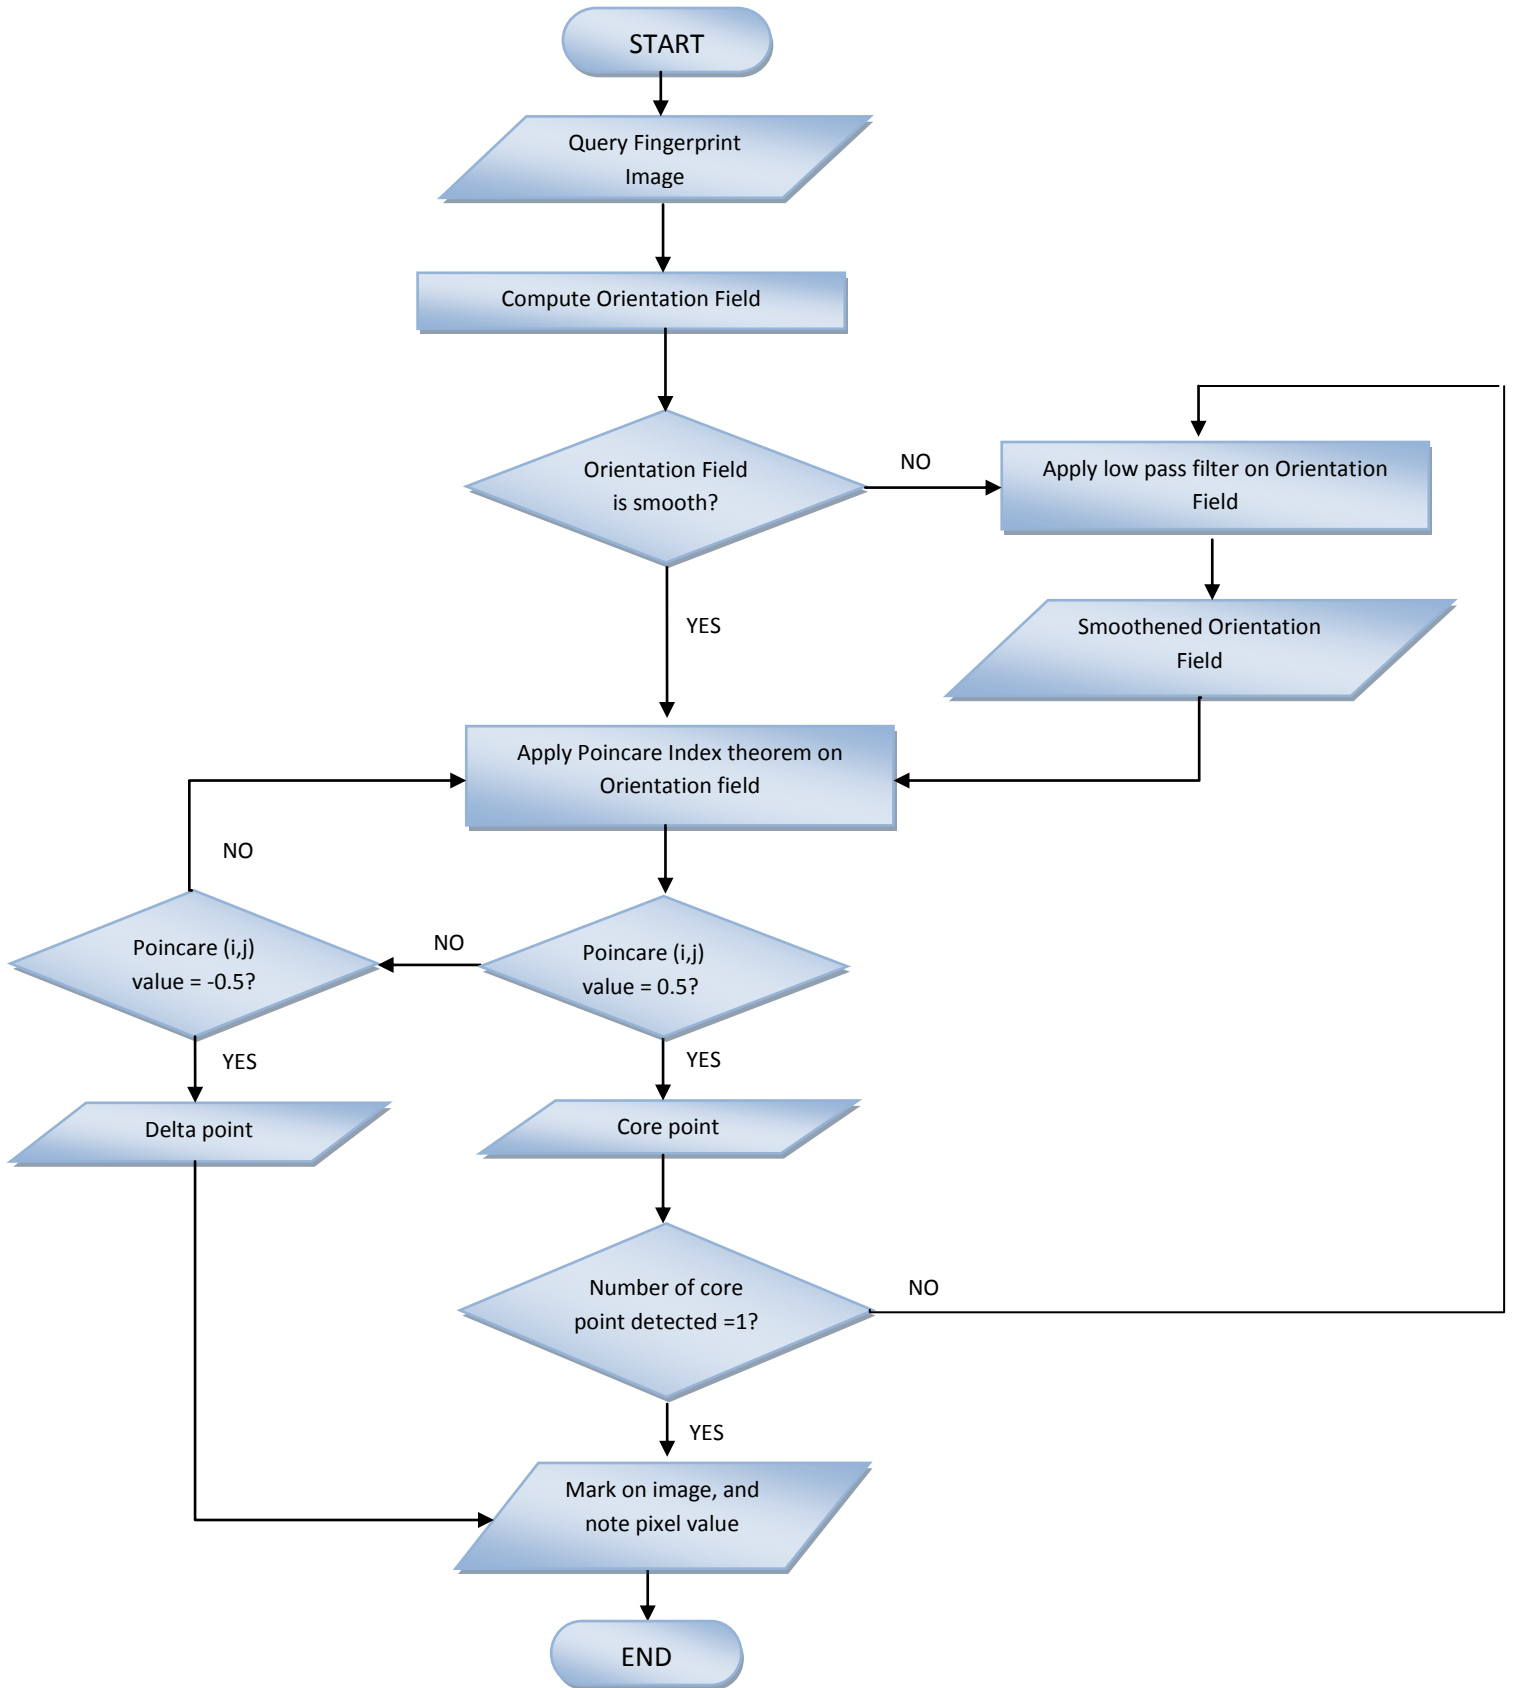 START
Query Fingerprint
Image
Compute Orientation Field
Orientation Field
is smooth?
NO
Apply low pass filter on Orientation
Field
YES
Smoothened Orientation
Field
Apply Poincare Index theorem on
Orientation field
NO
Poincare (i,j)
value = -0.5?
NO
Poincare (i,j)
value = 0.5?
YES
YES
Delta point
Core point
Number of core
point detected =1?
NO
YES
Mark on image, and
note pixel value
END